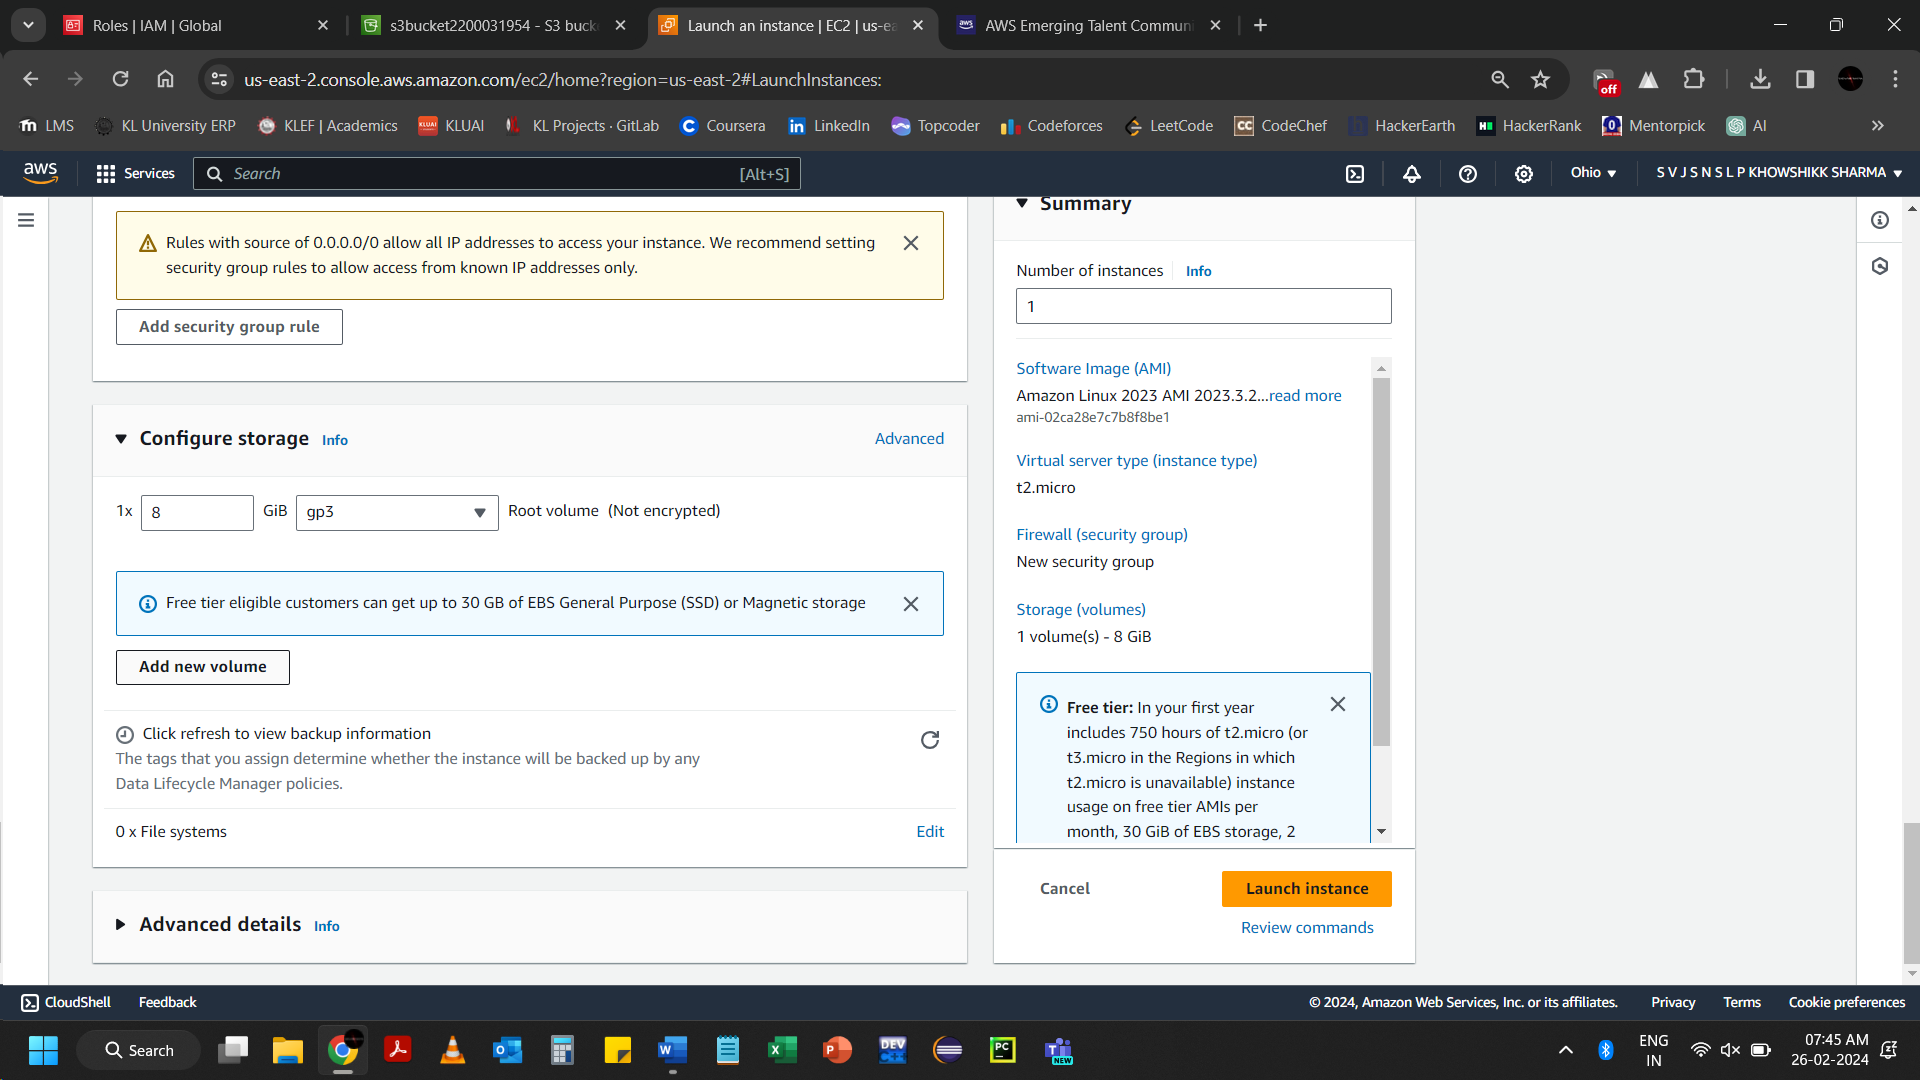 Roles | IAM | Global
s3bucket2200031954 - S3 buck
Launch an instance | EC2 | us-ea
AWS Emerging Talent Communi
us-east-2.console.aws.amazon.com/ec2/home?region=us-east-2#LaunchInstances:
off
LMS
KL University ERP
KLEF | Academics
KLUAI
KL Projects · GitLab
Coursera
LinkedIn
Topcoder
Codeforces
LeetCode
CodeChef
HackerEarth
HackerRank
Mentorpick
AI
aws
Services
Search
[Alt+S]
Ohio
S V J S N S L P KHOWSHIKK SHARMA
Rules with source of 0.0.0.0/0 allow all IP addresses to access your instance. We recommend setting
security group rules to allow access from known IP addresses only.
Add security group rule
Configure storage Info
Advanced
1x 8 GiB gp3 Root volume (Not encrypted)
Free tier eligible customers can get up to 30 GB of EBS General Purpose (SSD) or Magnetic storage
Add new volume
Click refresh to view backup information
The tags that you assign determine whether the instance will be backed up by any
Data Lifecycle Manager policies.
0 x File systems
Edit
Advanced details Info
Summary
Number of instances Info
1
Software Image (AMI)
Amazon Linux 2023 AMI 2023.3.2...read more
ami-02ca28e7c7b8f8be1
Virtual server type (instance type)
t2.micro
Firewall (security group)
New security group
Storage (volumes)
1 volume(s) - 8 GiB
Free tier: In your first year
includes 750 hours of t2.micro (or
t3.micro in the Regions in which
t2.micro is unavailable) instance
usage on free tier AMIs per
month, 30 GiB of EBS storage, 2
Cancel
Launch instance
Review commands
CloudShell
Feedback
© 2024, Amazon Web Services, Inc. or its affiliates.
Privacy
Terms
Cookie preferences
Search
ENG
IN
07:45 AM
26-02-2024